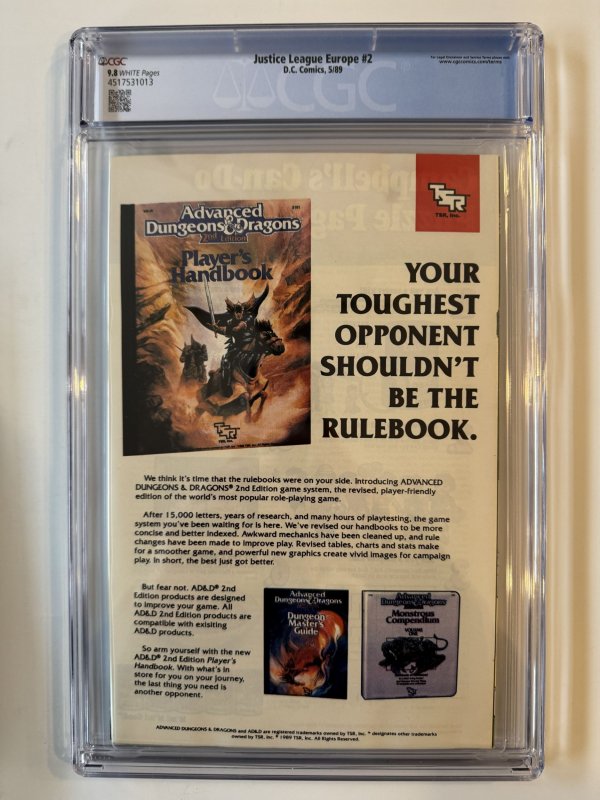 CGC
9.8 WHITE Pages
4517531013
Justice League Europe #2
D.C. Comics, 5/89
www.cgccomics.com/terms
CGC
TSR
TSR, Inc.
Advanced
Dungeons & Dragons
2nd Edition
Player's
Handbook
TSR
TSR, Inc.
YOUR
TOUGHEST
OPPONENT
SHOULDN'T
BE THE
RULEBOOK.
We think it's time that the rulebooks were on your side. Introducing ADVANCED
DUNGEONS & DRAGONS® 2nd Edition game system, the revised, player-friendly
edition of the world's most popular role-playing game.
After 15,000 letters, years of research, and many hours of playtesting, the game
system you've been waiting for is here. We've revised our handbooks to be more
concise and better indexed. Awkward mechanics have been cleaned up, and rule
changes have been made to improve play. Revised tables, charts and stats make
for a smoother game, and powerful new graphics create vivid images for campaign
play. In short, the best just got better.
But fear not. AD&D® 2nd
Edition products are designed
to improve your game. All
AD&D 2nd Edition products are
compatible with exisiting
AD&D products.
So arm yourself with the new
AD&D® 2nd Edition Player's
Handbook. With what's in
store for you on your journey,
the last thing you need is
another opponent.
Advanced
Dungeons & Dragons
Dungeon
Master's
Guide
Advanced
Dungeons & Dragons
Monstrous
Compendium
VOLUME
ONE
ADVANCED DUNGEONS & DRAGONS and AD&D are registered trademarks owned by TSR, Inc. ™ designates other trademarks
owned by TSR, Inc. © 1989 TSR, Inc. All Rights Reserved.